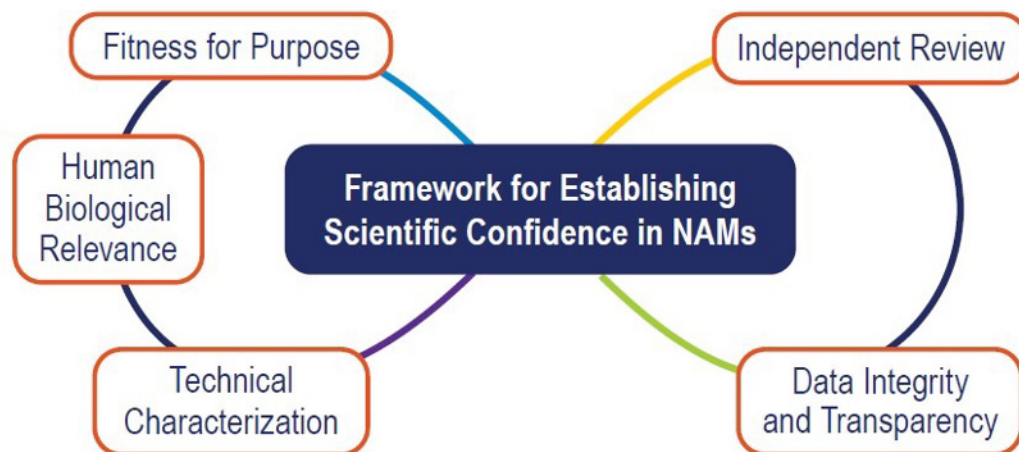 Fitness for Purpose
Independent Review
Human
Biological
Relevance
Framework for Establishing
Scientific Confidence in NAMs
Technical
Characterization
Data Integrity
and Transparency